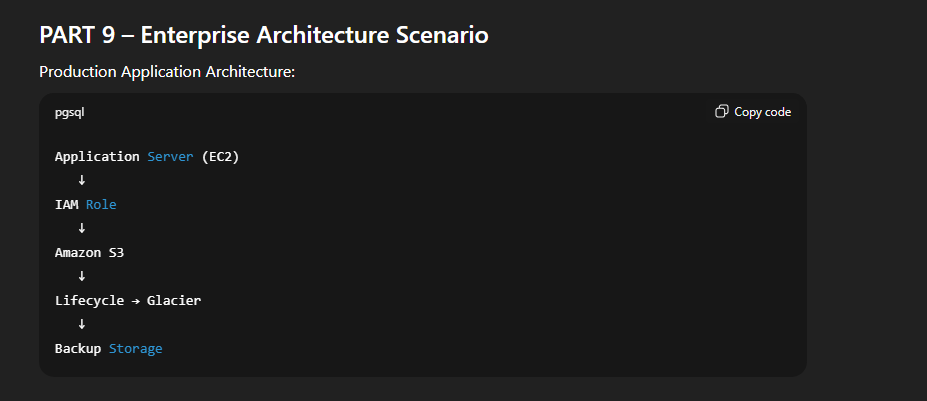 PART 9 – Enterprise Architecture Scenario
Production Application Architecture:
pgsql
Copy code
Application Server (EC2)
↓
IAM Role
↓
Amazon S3
↓
Lifecycle → Glacier
↓
Backup Storage